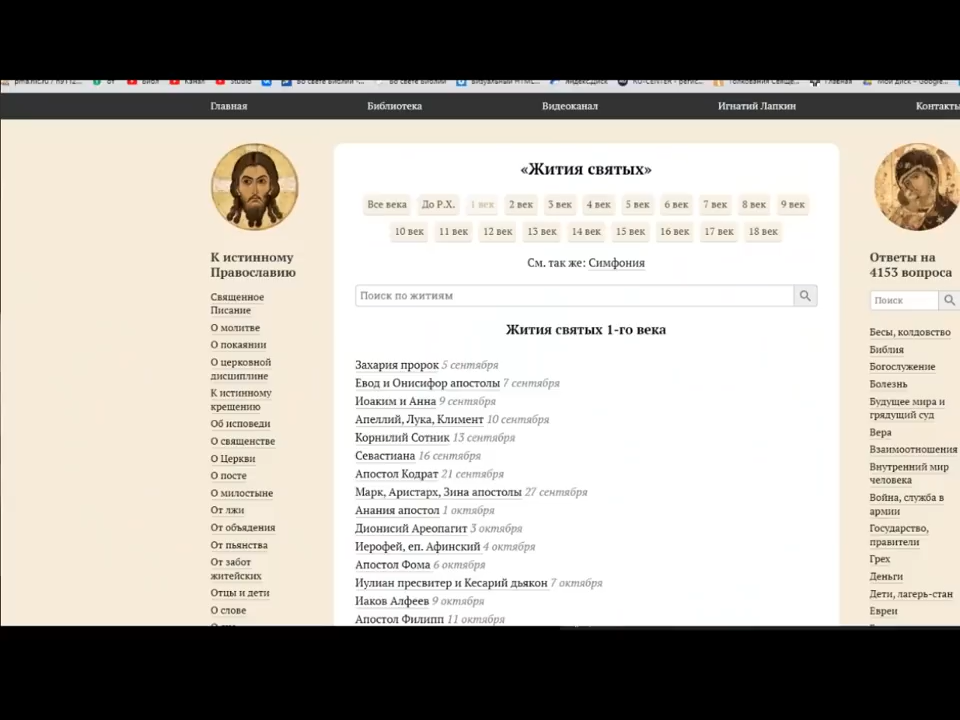 Главная Библиотека Видеоканал Игнатий Лапкин Контакты
«Жития святых»
Все века До Р.Х. 1 век 2 век 3 век 4 век 5 век 6 век 7 век 8 век 9 век
10 век 11 век 12 век 13 век 14 век 15 век 16 век 17 век 18 век
См. так же: Симфония
Поиск по житиям
Жития святых 1-го века
Захария пророк 5 сентября
Евод и Онисифор апостолы 7 сентября
Иоаким и Анна 9 сентября
Апеллий, Лука, Климент 10 сентября
Корнилий Сотник 13 сентября
Севастиана 16 сентября
Апостол Кодрат 21 сентября
Марк, Аристарх, Зина апостолы 27 сентября
Анания апостол 1 октября
Дионисий Ареопагит 3 октября
Иерофей, еп. Афинский 4 октября
Апостол Фома 6 октября
Иулиан пресвитер и Кесарий дьякон 7 октября
Иаков Алфеев 9 октября
Апостол Филипп 11 октября
К истинному
Православию
Священное
Писание
О молитве
О покаянии
О церковной
дисциплине
К истинному
крещению
Об исповеди
О священстве
О Церкви
О посте
О милостыне
От лжи
От объядения
От пьянства
От забот
житейских
Отцы и дети
О слове
Ответы на
4153 вопроса
Поиск
Бесы, колдовство
Библия
Богослужение
Болезнь
Будущее мира и
грядущий суд
Вера
Взаимоотношения
Внутренний мир
человека
Война, служба в
армии
Государство,
правители
Грех
Деньги
Дети, лагерь-стан
Евреи